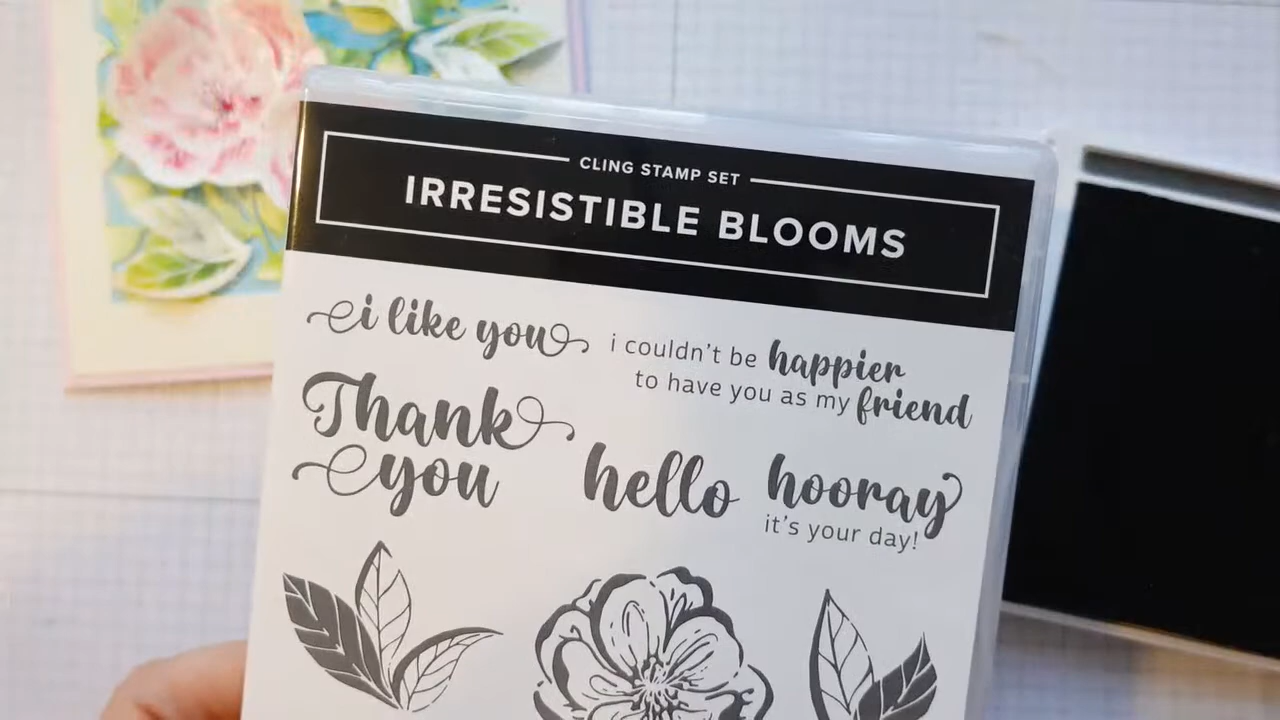 CLING STAMP SET
IRRESISTIBLE BLOOMS
i like you
i couldn't be happier
to have you as my friend
Thank
you
hello
hooray
it's your day!